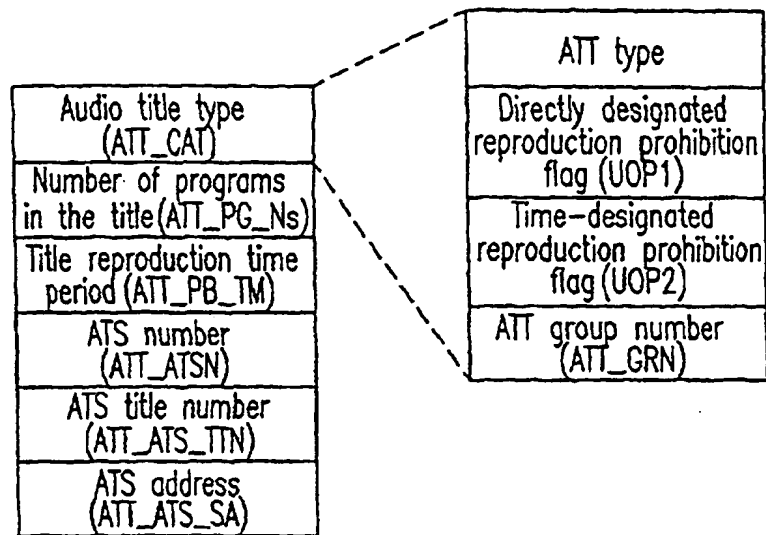 Audio title type
(ATT_CAT)
Number of programs
in the title (ATT_PG_Ns)
Title reproduction time
period (ATT_PB_TM)
ATS number
(ATT_ATSN)
ATS title number
(ATT_ATS_TTN)
ATS address
(ATT_ATS_SA)
ATT type
Directly designated
reproduction prohibition
flag (UOP1)
Time-designated
reproduction prohibition
flag (UOP2)
ATT group number
(ATT_GRN)